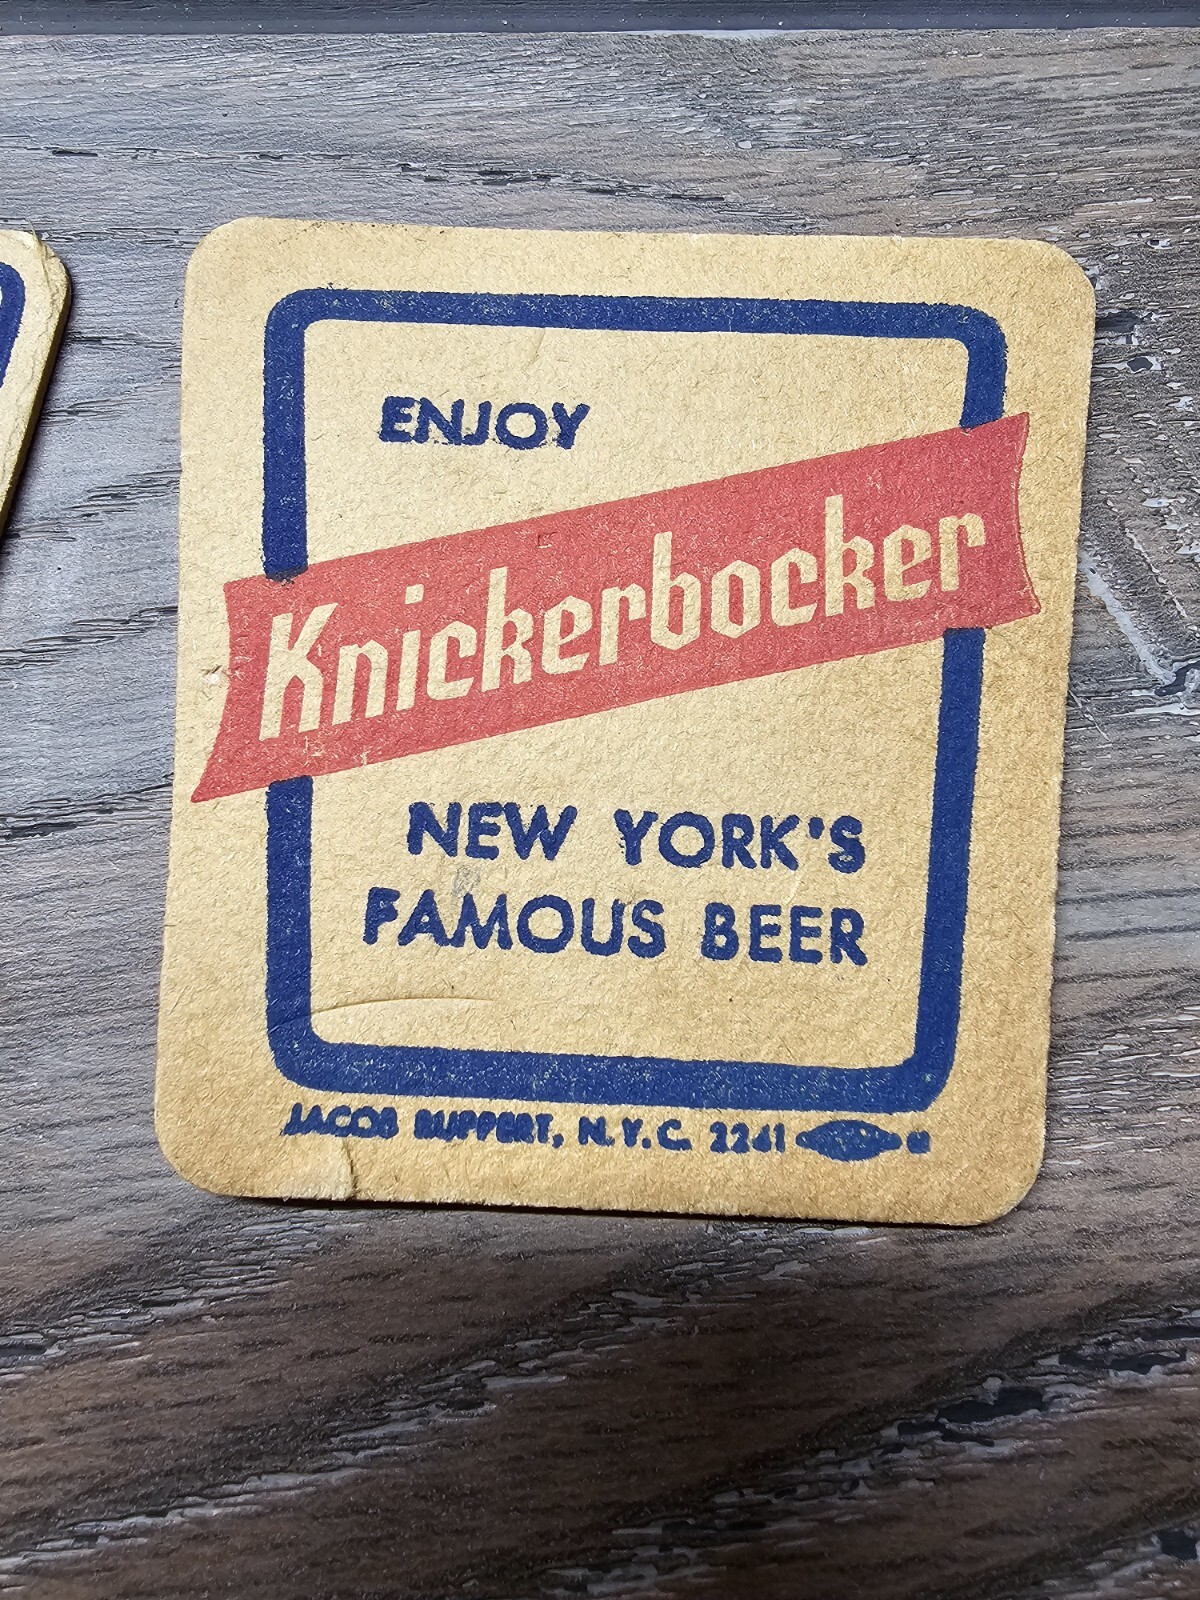 ENJOY
Knickerbocker
NEW YORK'S
FAMOUS BEER
JACOB RUPPERT, N.Y.C. 2241